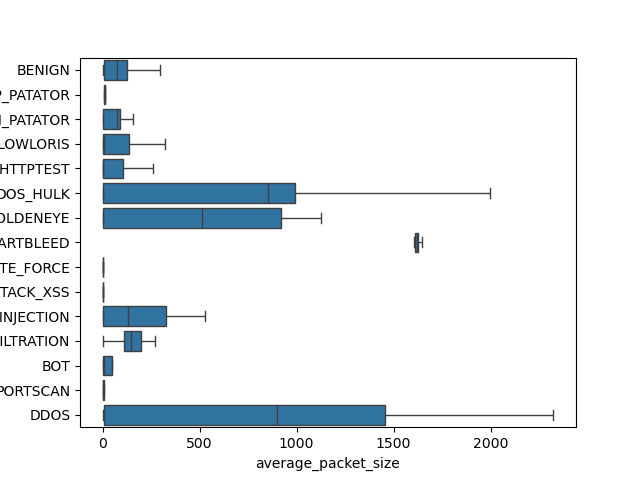 BENIGN
P_PATATOR
H_PATATOR
LOWLORIS
HTTPTEST
DOS_HULK
OLDENEYE
ARTBLEED
TE_FORCE
TACK_XSS
INJECTION
ILTRATION
BOT
PORTSCAN
DDOS
0 500 1000 1500 2000
average_packet_size